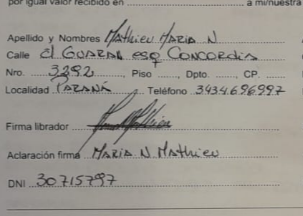 por igual valor recibido en ........ a mi/nuestra
Apellido y Nombres Mathieu Maria N
Calle El Guarán esq Concordia
Nro. 3292 Piso ........ Dpto. ........ CP. ........
Localidad Paraná Teléfono 3434696997
Firma librador
Aclaración firma Maria N Mathieu
DNI 30715797